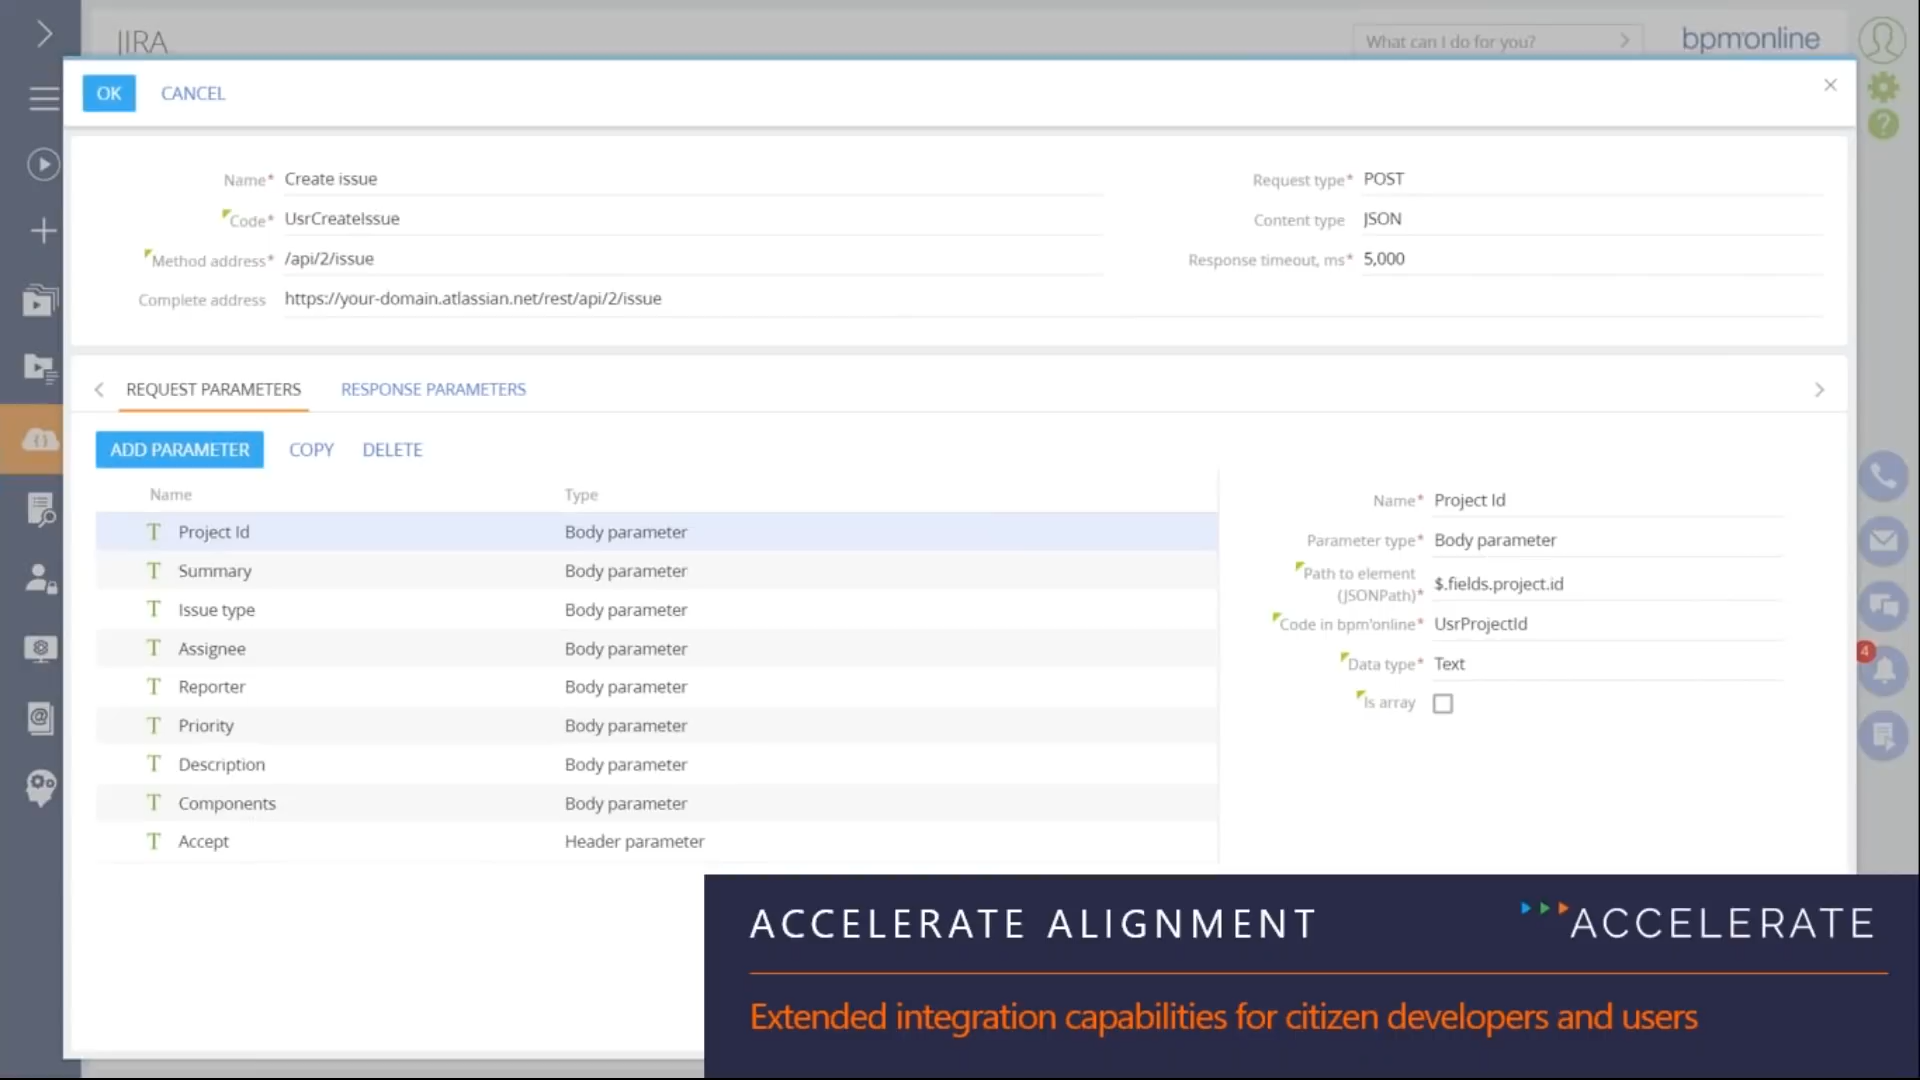 JIRA
What can I do for you?
bpm'online
OK
CANCEL
Name* Create issue
Request type* POST
Code* UsrCreateIssue
Content type JSON
Method address* /api/2/issue
Response timeout, ms* 5,000
Complete address https://your-domain.atlassian.net/rest/api/2/issue
REQUEST PARAMETERS
RESPONSE PARAMETERS
ADD PARAMETER
COPY
DELETE
Name Type
Project Id Body parameter
Summary Body parameter
Issue type Body parameter
Assignee Body parameter
Reporter Body parameter
Priority Body parameter
Description Body parameter
Components Body parameter
Accept Header parameter
Name* Project Id
Parameter type* Body parameter
Path to element
(JSONPath)* $.fields.project.id
Code in bpm'online* UsrProjectId
Data type* Text
Is array
4
ACCELERATE ALIGNMENT
ACCELERATE
Extended integration capabilities for citizen developers and users